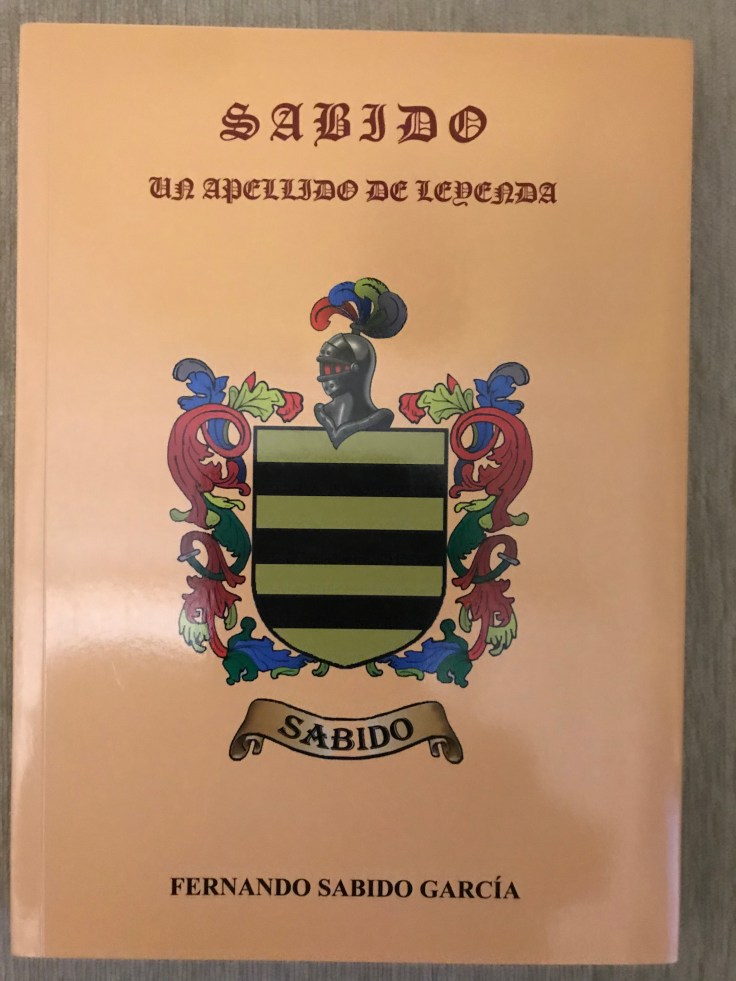 SABIDO
UN APELLIDO DE LEYENDA
SABIDO
FERNANDO SABIDO GARCÍA